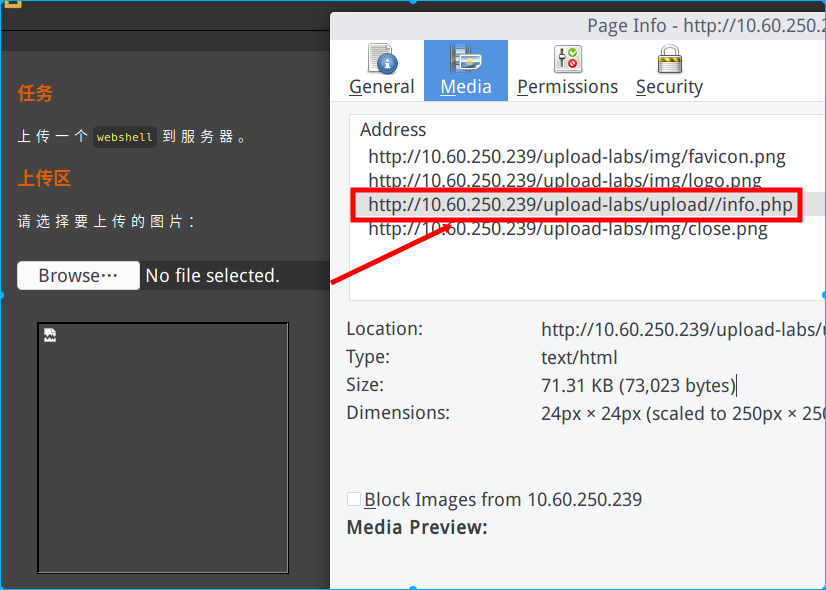 任务
上传一个 webshell 到服务器。
上传区
请选择要上传的图片：
Browse… No file selected.
Page Info - http://10.60.250.2
General Media Permissions Security
Address
http://10.60.250.239/upload-labs/img/favicon.png
http://10.60.250.239/upload-labs/img/logo.png
http://10.60.250.239/upload-labs/upload//info.php
http://10.60.250.239/upload-labs/img/close.png
Location: http://10.60.250.239/upload-labs/u
Type: text/html
Size: 71.31 KB (73,023 bytes)
Dimensions: 24px × 24px (scaled to 250px × 250
Block Images from 10.60.250.239
Media Preview: